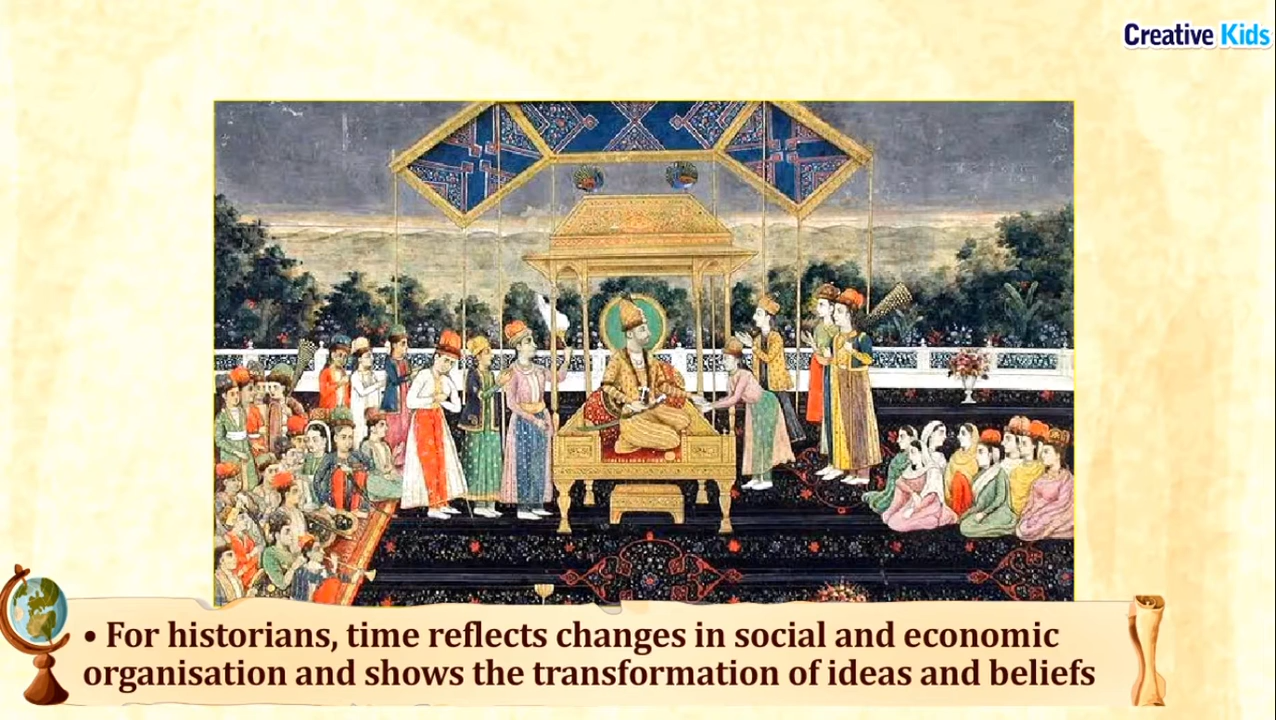 Creative Kids
• For historians, time reflects changes in social and economic
organisation and shows the transformation of ideas and beliefs